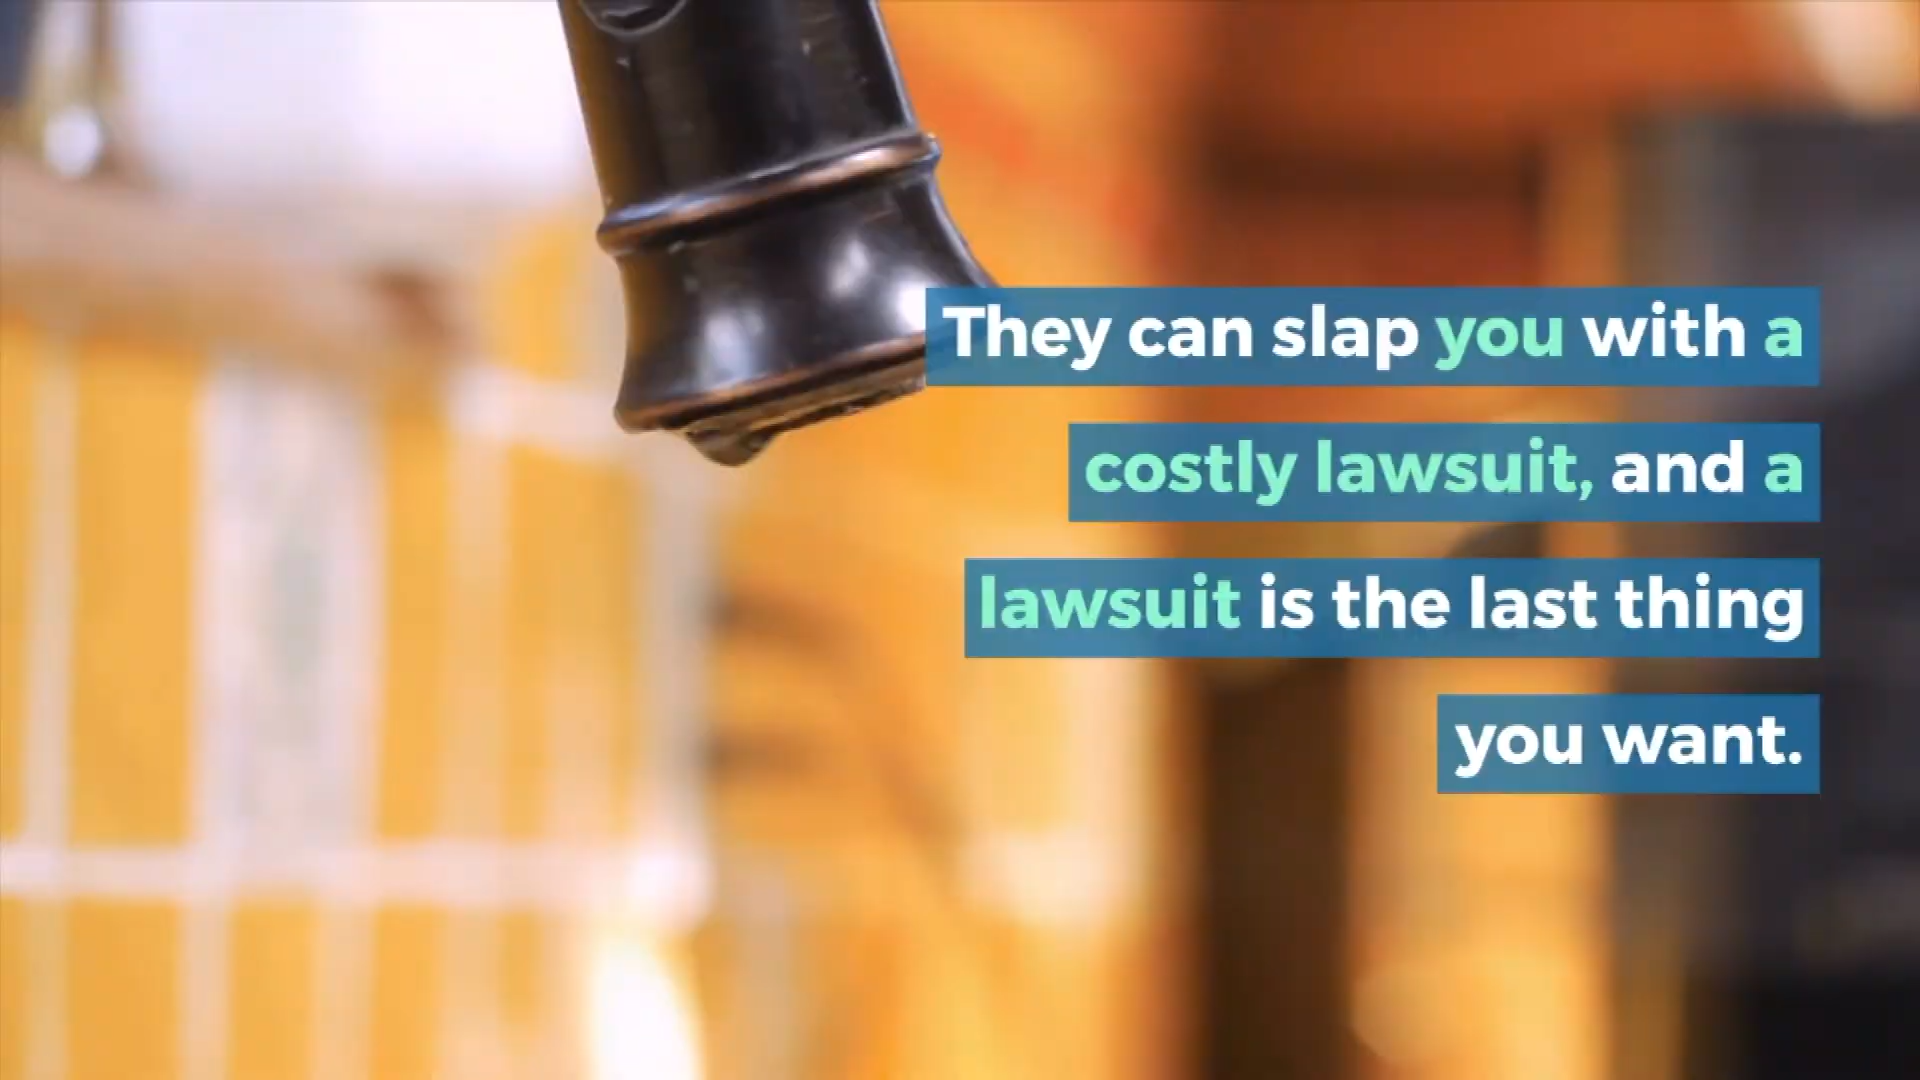 They can slap you with a
costly lawsuit, and a
lawsuit is the last thing
you want.